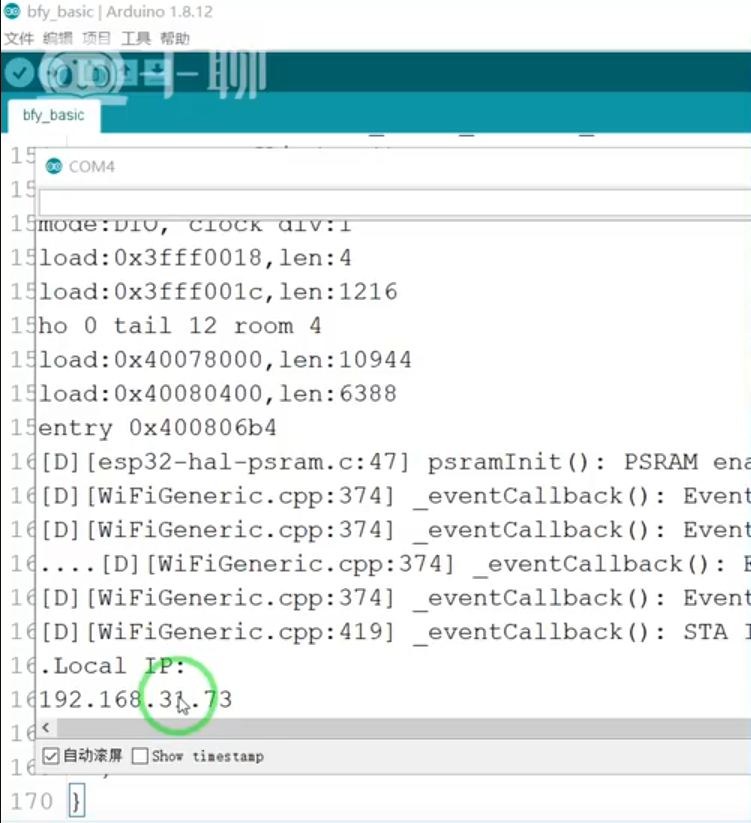 bfy_basic | Arduino 1.8.12
文件 编辑 项目 工具 帮助
bfy_basic
COM4
mode:DIO, clock div:1
load:0x3fff0018,len:4
load:0x3fff001c,len:1216
ho 0 tail 12 room 4
load:0x40078000,len:10944
load:0x40080400,len:6388
entry 0x400806b4
[D][esp32-hal-psram.c:47] psramInit(): PSRAM ena
[D][WiFiGeneric.cpp:374] _eventCallback(): Event
[D][WiFiGeneric.cpp:374] _eventCallback(): Event
....[D][WiFiGeneric.cpp:374] _eventCallback(): E
[D][WiFiGeneric.cpp:374] _eventCallback(): Event
[D][WiFiGeneric.cpp:419] _eventCallback(): STA I
.Local IP:
192.168.31.73
自动滚屏 Show timestamp
170 }